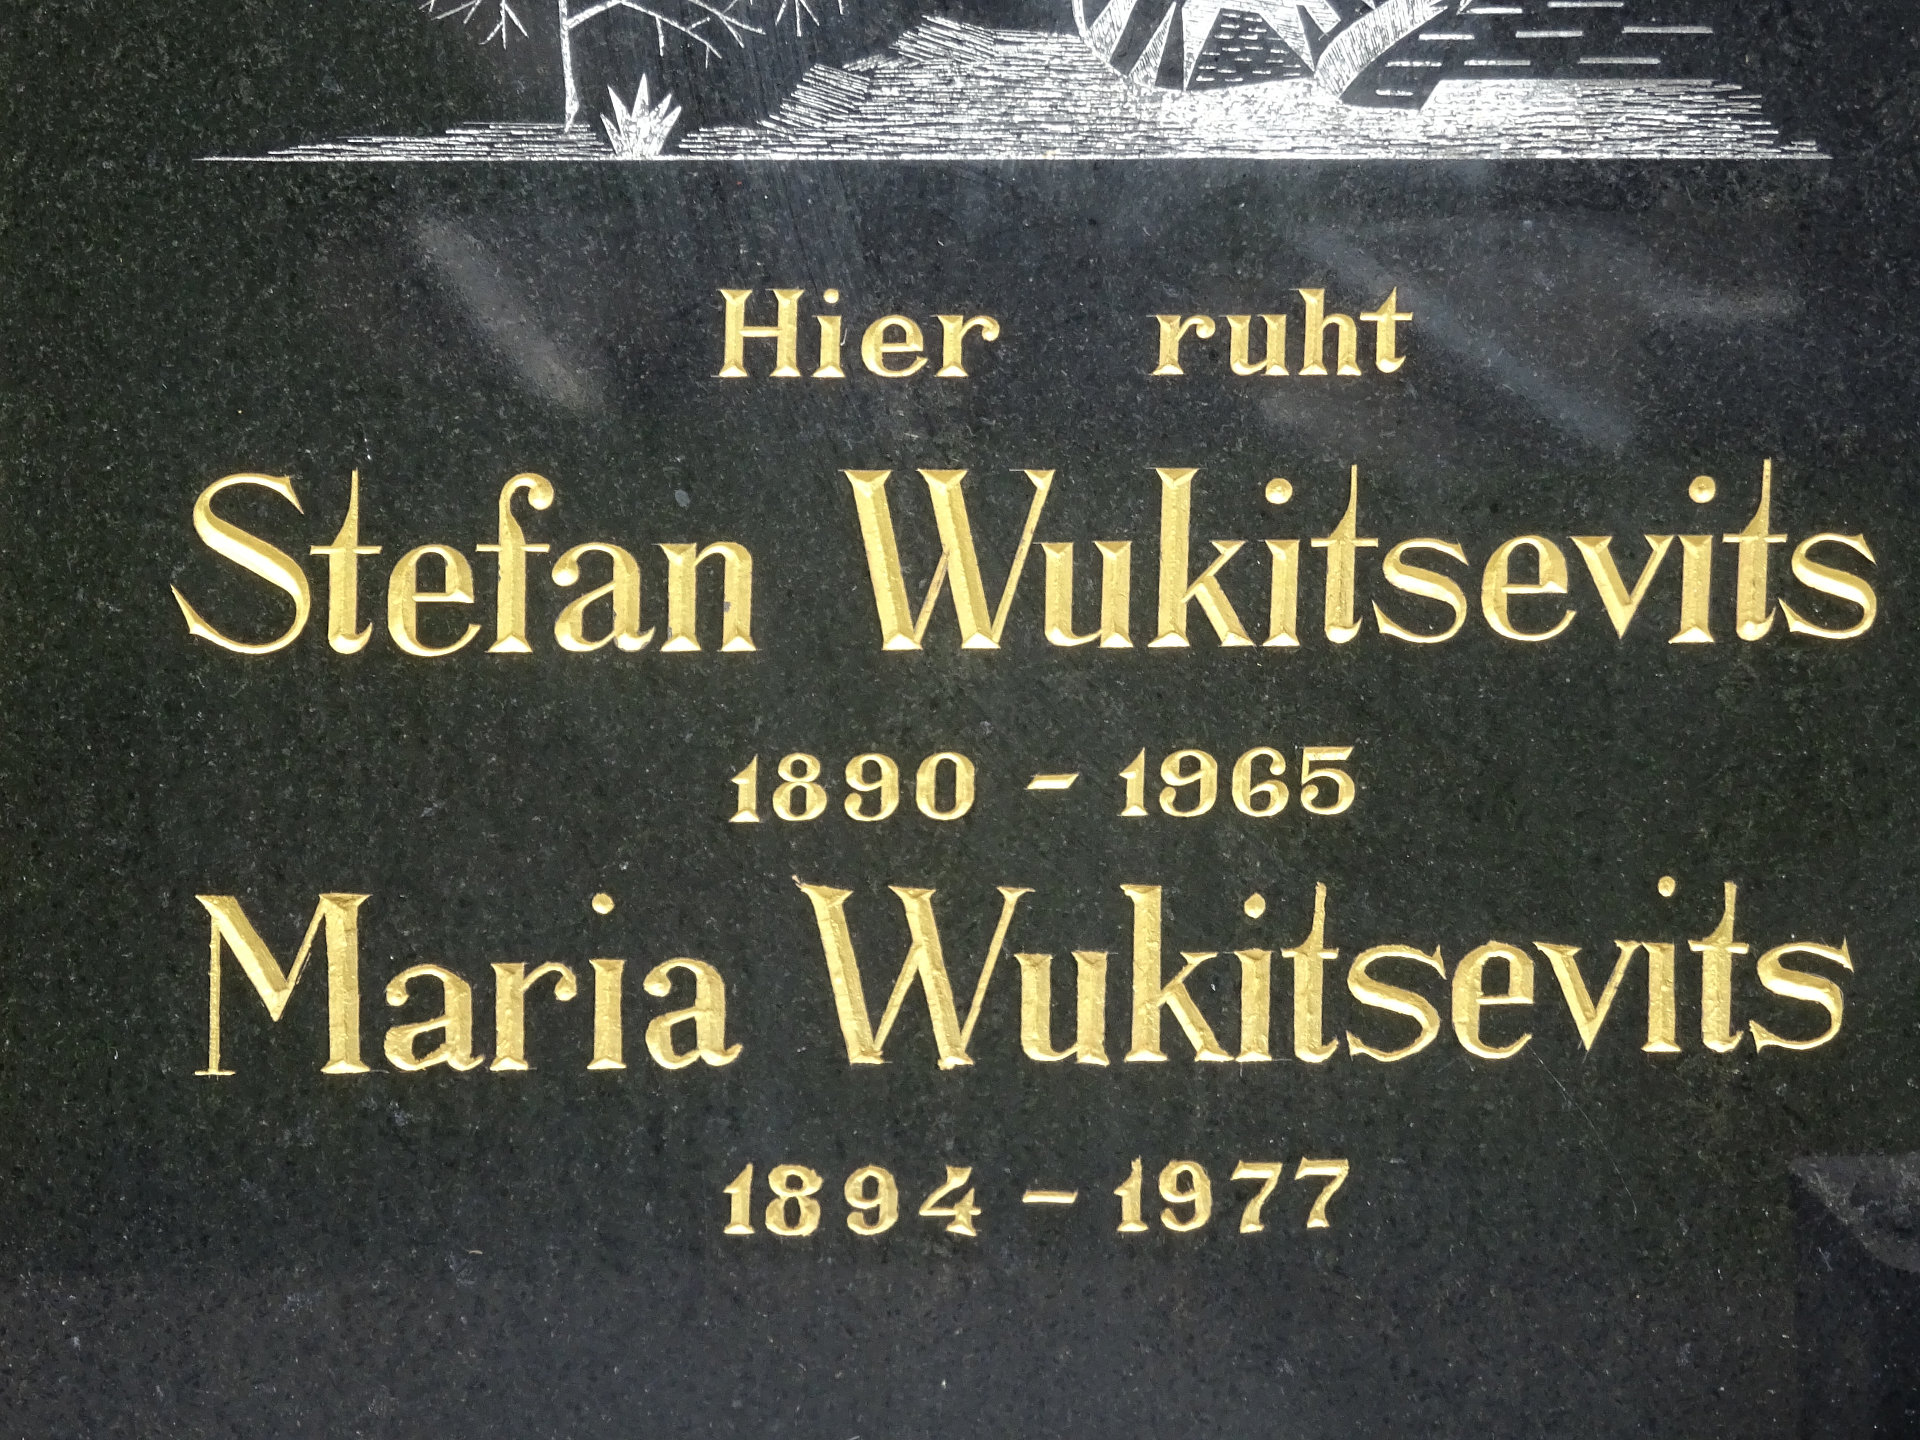 Hier ruht
Stefan Wukitsevits
1890 - 1965
Maria Wukitsevits
1894 - 1977